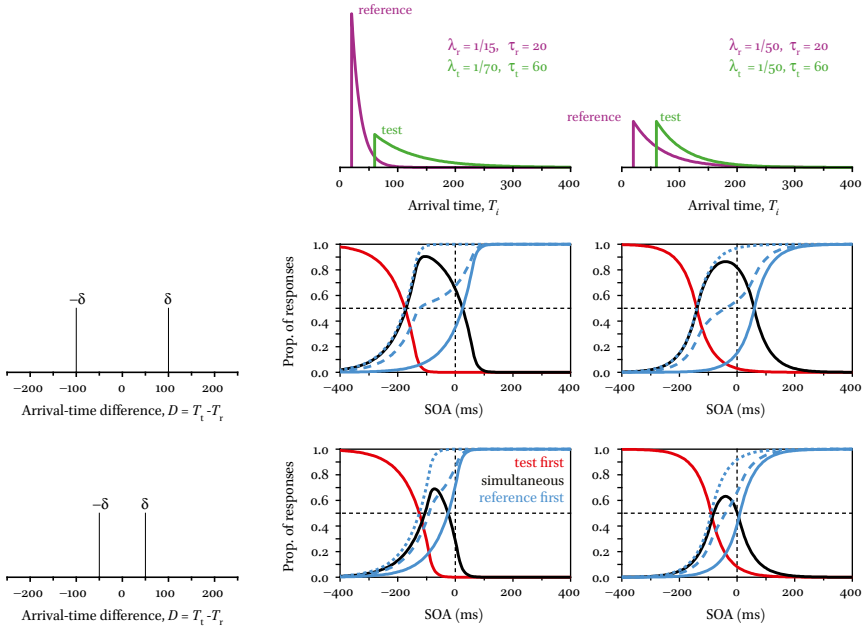 reference
λr = 1/15, τr = 20
λt = 1/70, τt = 60
test
0 100 200 300 400
Arrival time, Ti
λr = 1/50, τr = 20
λt = 1/50, τt = 60
reference
test
0 100 200 300 400
Arrival time, Ti
−δ δ
−200 −100 0 100 200
Arrival-time difference, D = Tt -Tr
Prop. of responses
1.0
0.8
0.6
0.4
0.2
0.0
−400 −200 0 200 400
SOA (ms)
1.0
0.8
0.6
0.4
0.2
0.0
−400 −200 0 200 400
SOA (ms)
−δ δ
−200 −100 0 100 200
Arrival-time difference, D = Tt -Tr
Prop. of responses
1.0
0.8
0.6
0.4
0.2
0.0
test first
simultaneous
reference first
−400 −200 0 200 400
SOA (ms)
1.0
0.8
0.6
0.4
0.2
0.0
−400 −200 0 200 400
SOA (ms)